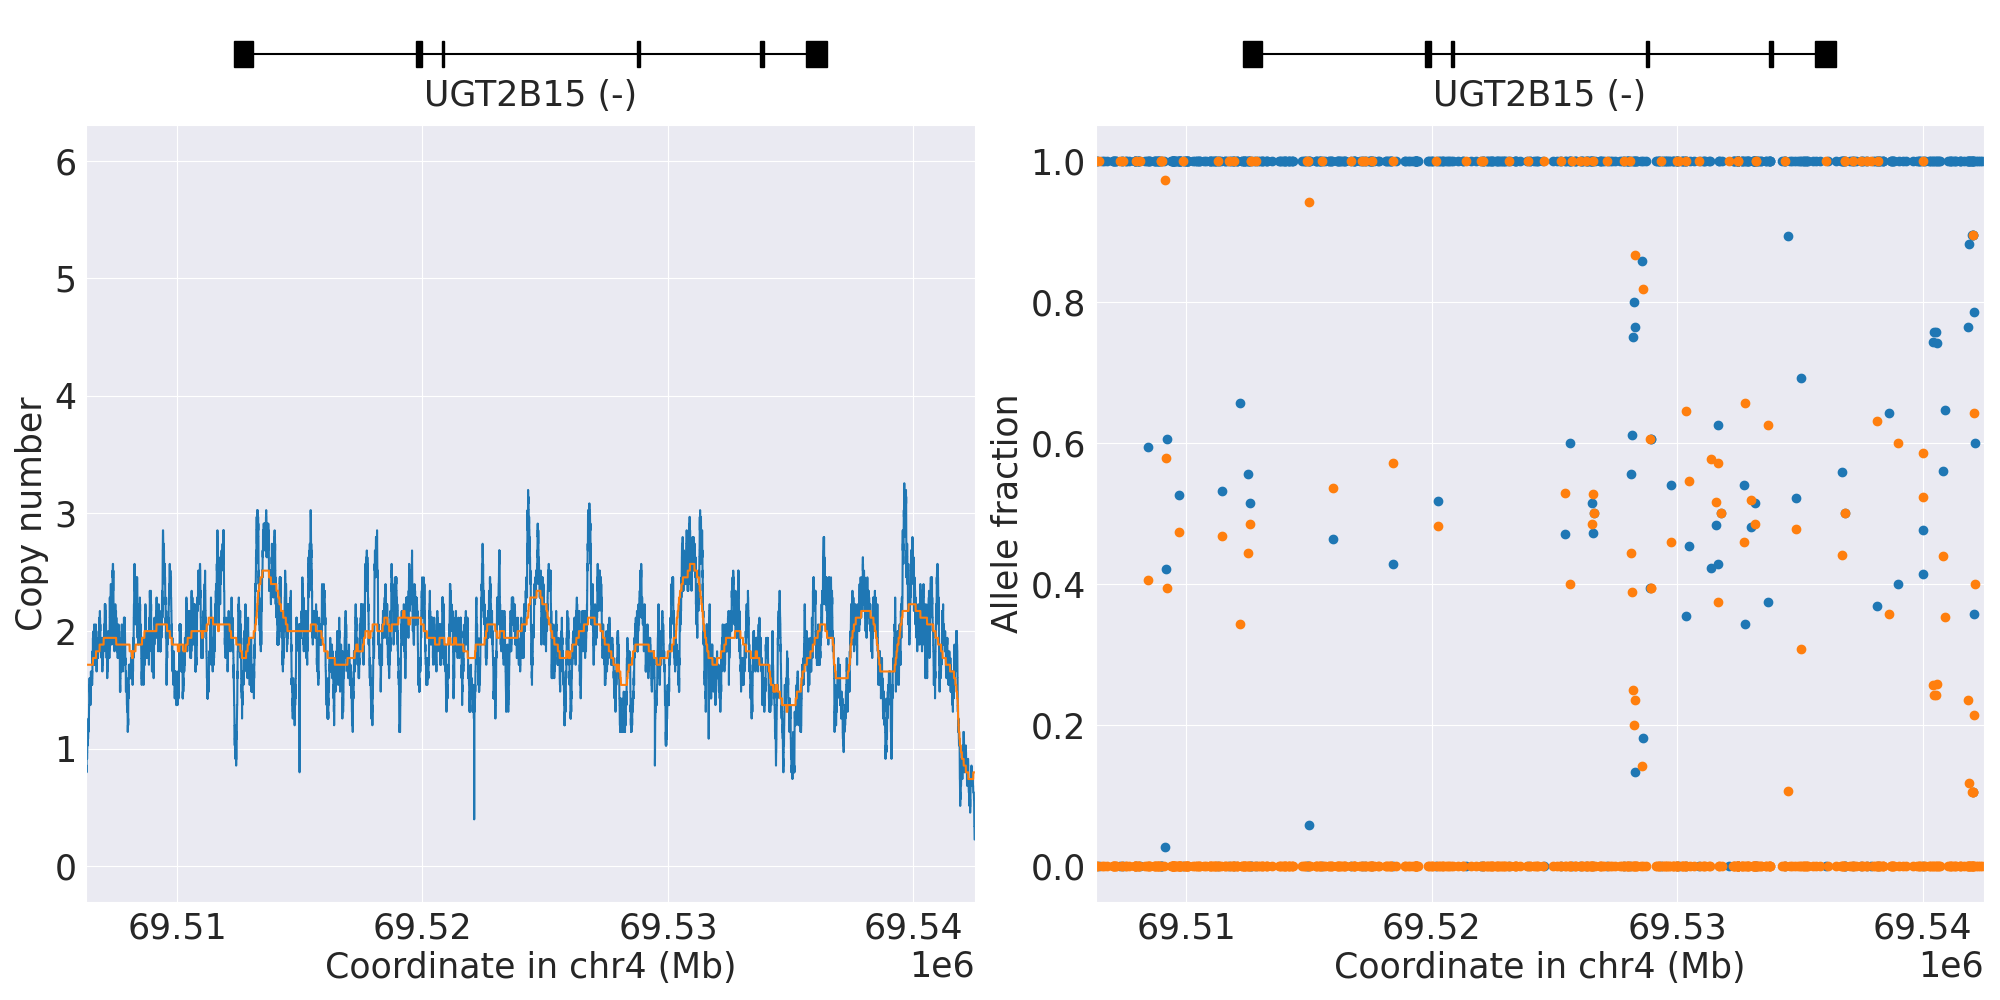 UGT2B15 (-)
6
5
4
3
2
1
0
Copy number
69.51 69.52 69.53 69.54
Coordinate in chr4 (Mb)
1e6
UGT2B15 (-)
1.0
0.8
0.6
0.4
0.2
0.0
Allele fraction
69.51 69.52 69.53 69.54
Coordinate in chr4 (Mb)
1e6